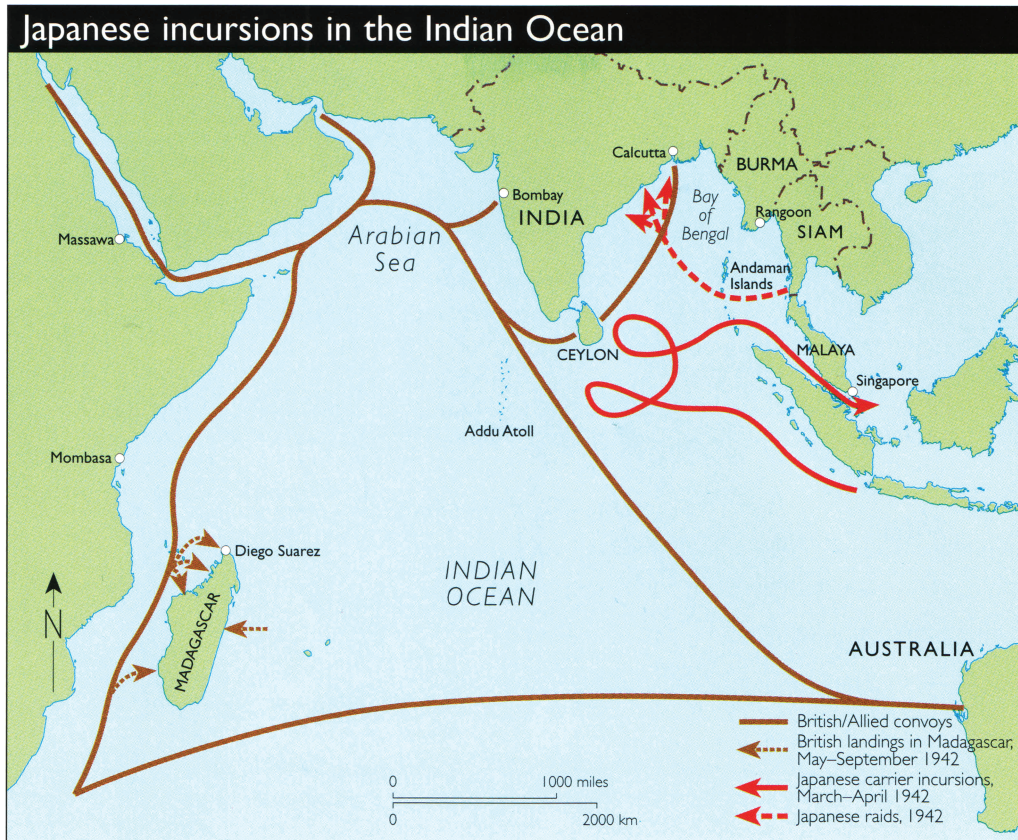 Japanese incursions in the Indian Ocean
Calcutta
BURMA
Bombay
INDIA
Bay
of
Bengal
Rangoon
SIAM
Massawa
Arabian
Sea
Andaman
Islands
CEYLON
MALAYA
Singapore
Addu Atoll
Mombasa
Diego Suarez
INDIAN
OCEAN
N
MADAGASCAR
AUSTRALIA
British/Allied convoys
British landings in Madagascar,
May–September 1942
Japanese carrier incursions,
March–April 1942
Japanese raids, 1942
0 1000 miles
0 2000 km